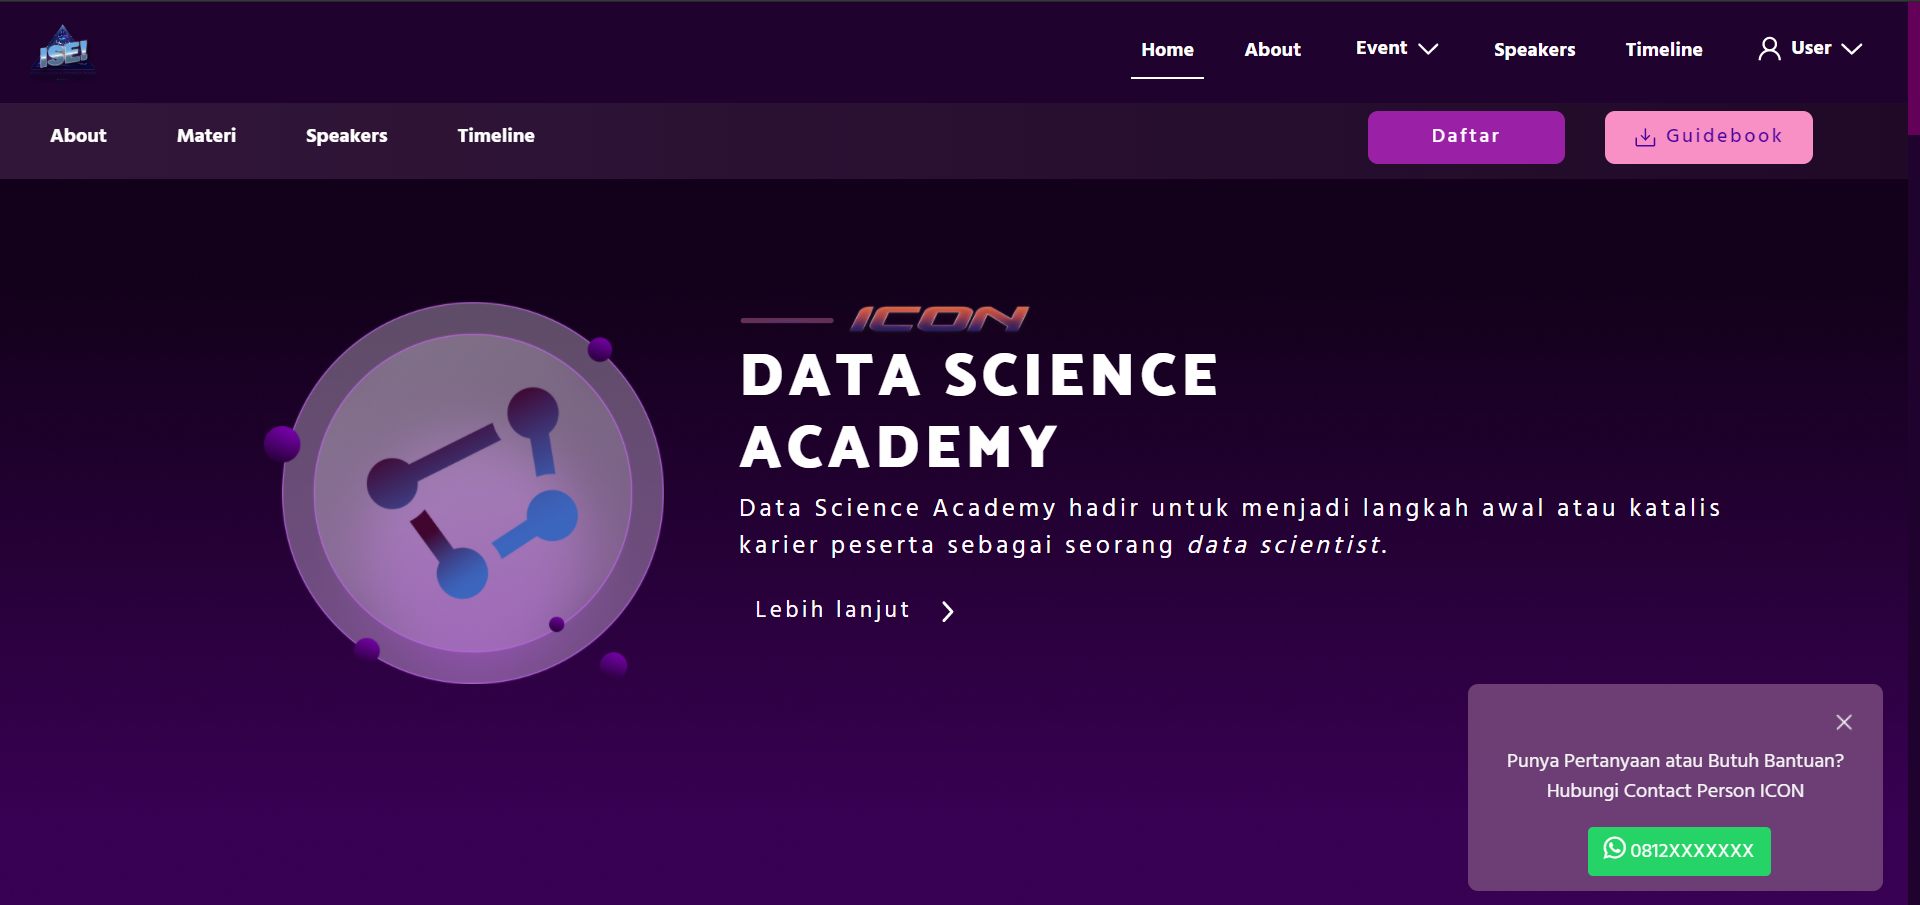 ISE!
Home About Event Speakers Timeline User
About Materi Speakers Timeline Daftar Guidebook
ICON
DATA SCIENCE
ACADEMY
Data Science Academy hadir untuk menjadi langkah awal atau katalis
karier peserta sebagai seorang data scientist.
Lebih lanjut
Punya Pertanyaan atau Butuh Bantuan?
Hubungi Contact Person ICON
0812XXXXXXX